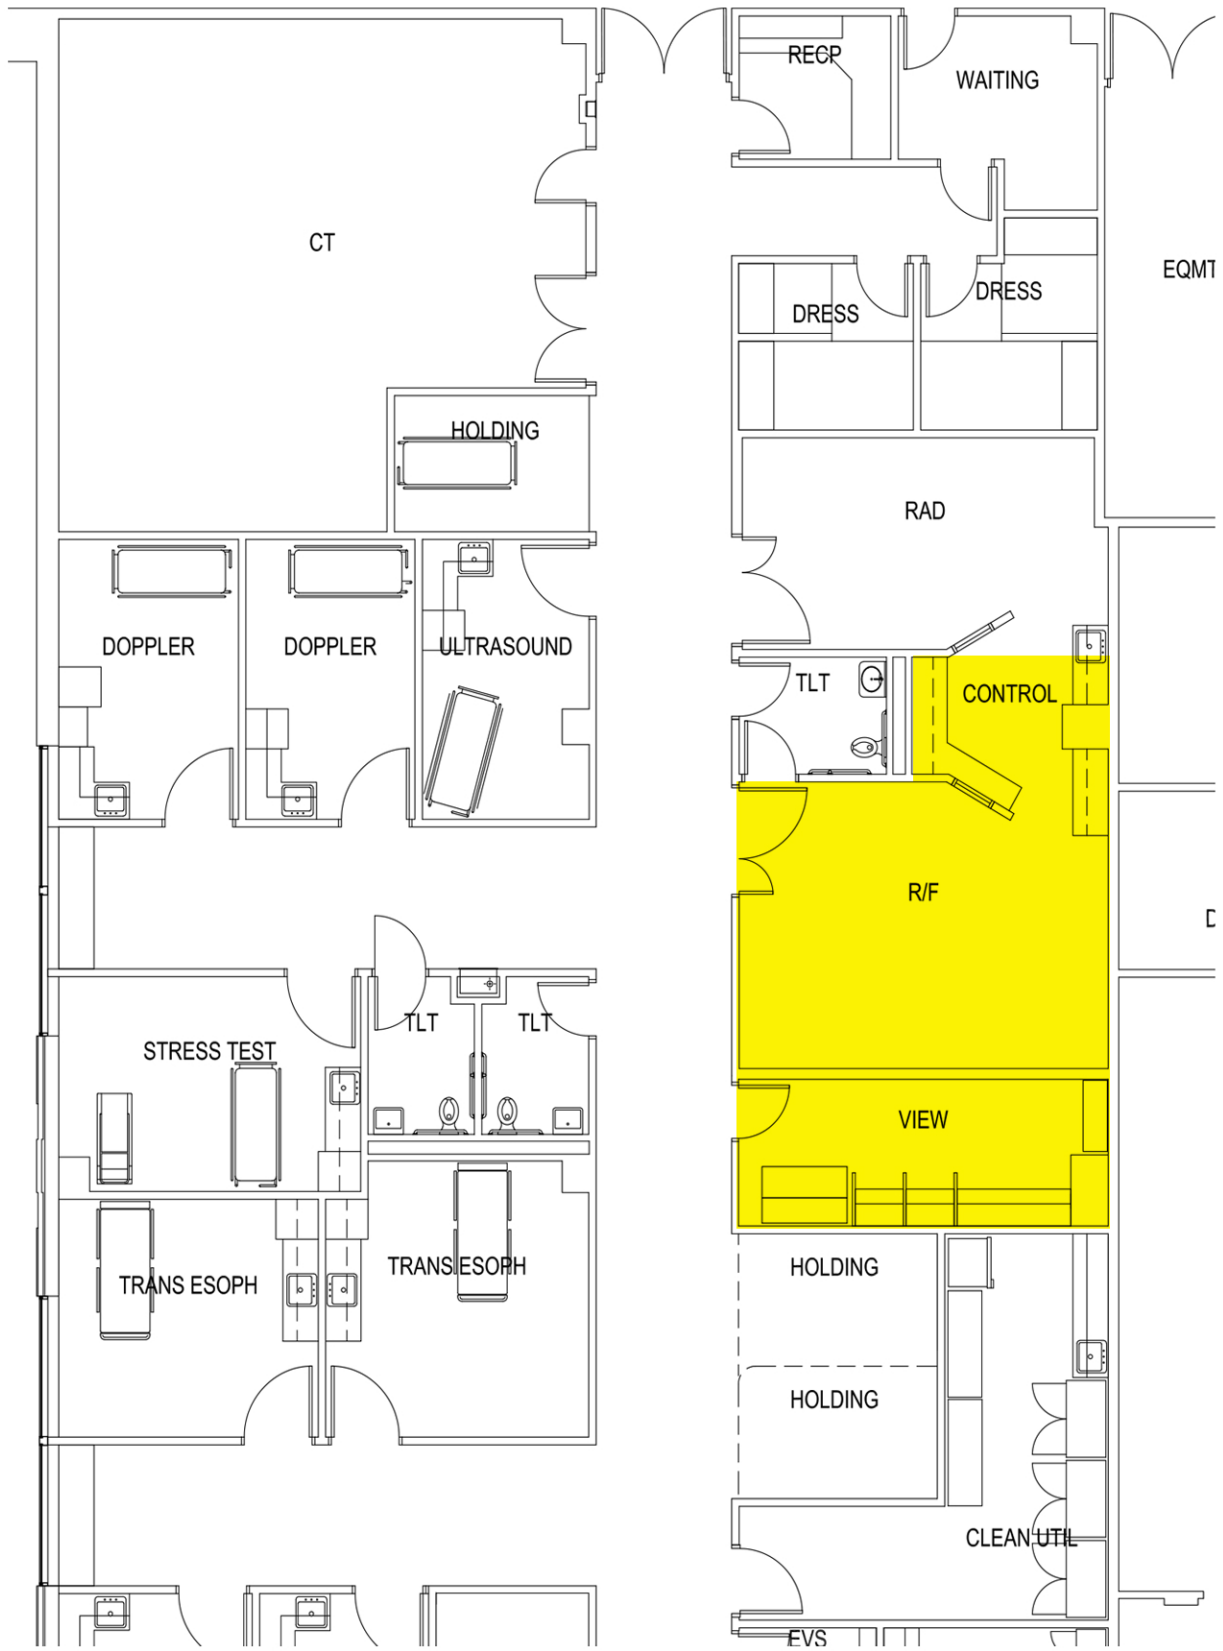 RECP
WAITING
CT
EQMT
DRESS
DRESS
HOLDING
RAD
DOPPLER
DOPPLER
ULTRASOUND
TLT
CONTROL
R/F
TLT
TLT
STRESS TEST
VIEW
TRANS ESOPH
TRANS ESOPH
HOLDING
HOLDING
CLEAN UTIL
EVS